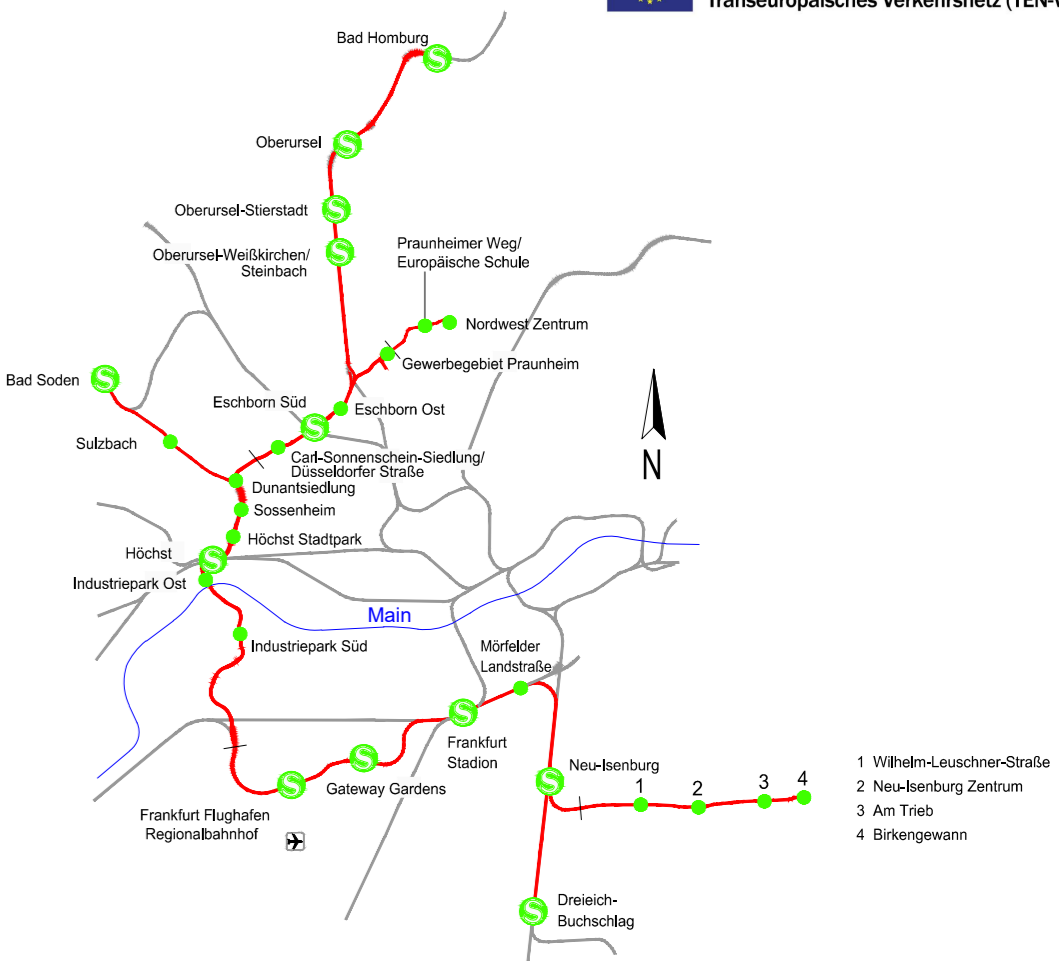 Transeuropäisches Verkehrsnetz (TEN-V
Bad Homburg
S
Oberursel
S
Oberursel-Stierstadt
S
Oberursel-Weißkirchen/
Steinbach
S
Praunheimer Weg/
Europäische Schule
Nordwest Zentrum
Gewerbegebiet Praunheim
Bad Soden
S
Eschborn Süd
S
Eschborn Ost
Sulzbach
Carl-Sonnenschein-Siedlung/
Düsseldorfer Straße
Dunantsiedlung
Sossenheim
N
Höchst Stadtpark
Höchst
S
Industriepark Ost
Main
Industriepark Süd
Mörfelder
Landstraße
S
Frankfurt
Stadion
S
Gateway Gardens
S
Frankfurt Flughafen
Regionalbahnhof
Neu-Isenburg
S
1
2
3
4
1 Wilhelm-Leuschner-Straße
2 Neu-Isenburg Zentrum
3 Am Trieb
4 Birkengewann
Dreieich-
Buchschlag
S